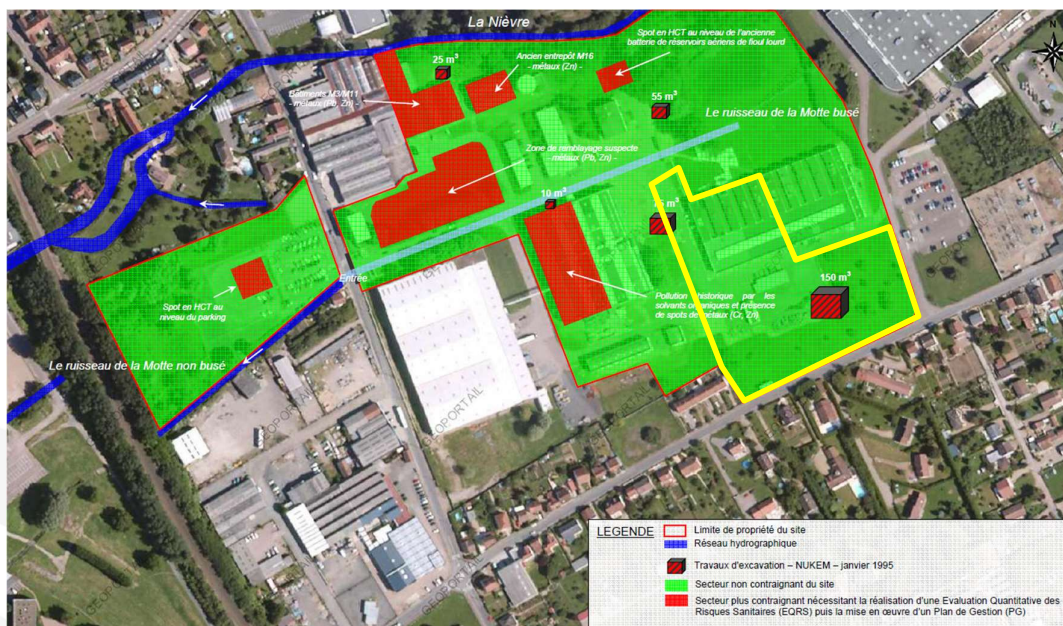 La Nièvre
Spot en HCT au niveau de l'ancienne
batterie de réservoirs aériens de fioul lourd
Ancien entrepôt M16
- métaux (Zn) -
25 m³
Bâtiments M3/M11
- métaux (Pb, Zn) -
55 m³
Le ruisseau de la Motte busé
Zone de remblayage suspecte
- métaux (Pb, Zn) -
10 m³
Entrée
150 m³
Pollution historique par les
solvants organiques et présence
de spots de métaux (Cr, Zn)
Spot en HCT au
niveau du parking
Le ruisseau de la Motte non busé
GEOPORTAIL
LEGENDE
Limite de propriété du site
Réseau hydrographique
Travaux d'excavation – NUKEM – janvier 1995
Secteur non contraignant du site
Secteur plus contraignant nécessitant la réalisation d'une Evaluation Quantitative des
Risques Sanitaires (EQRS) puis la mise en œuvre d'un Plan de Gestion (PG)